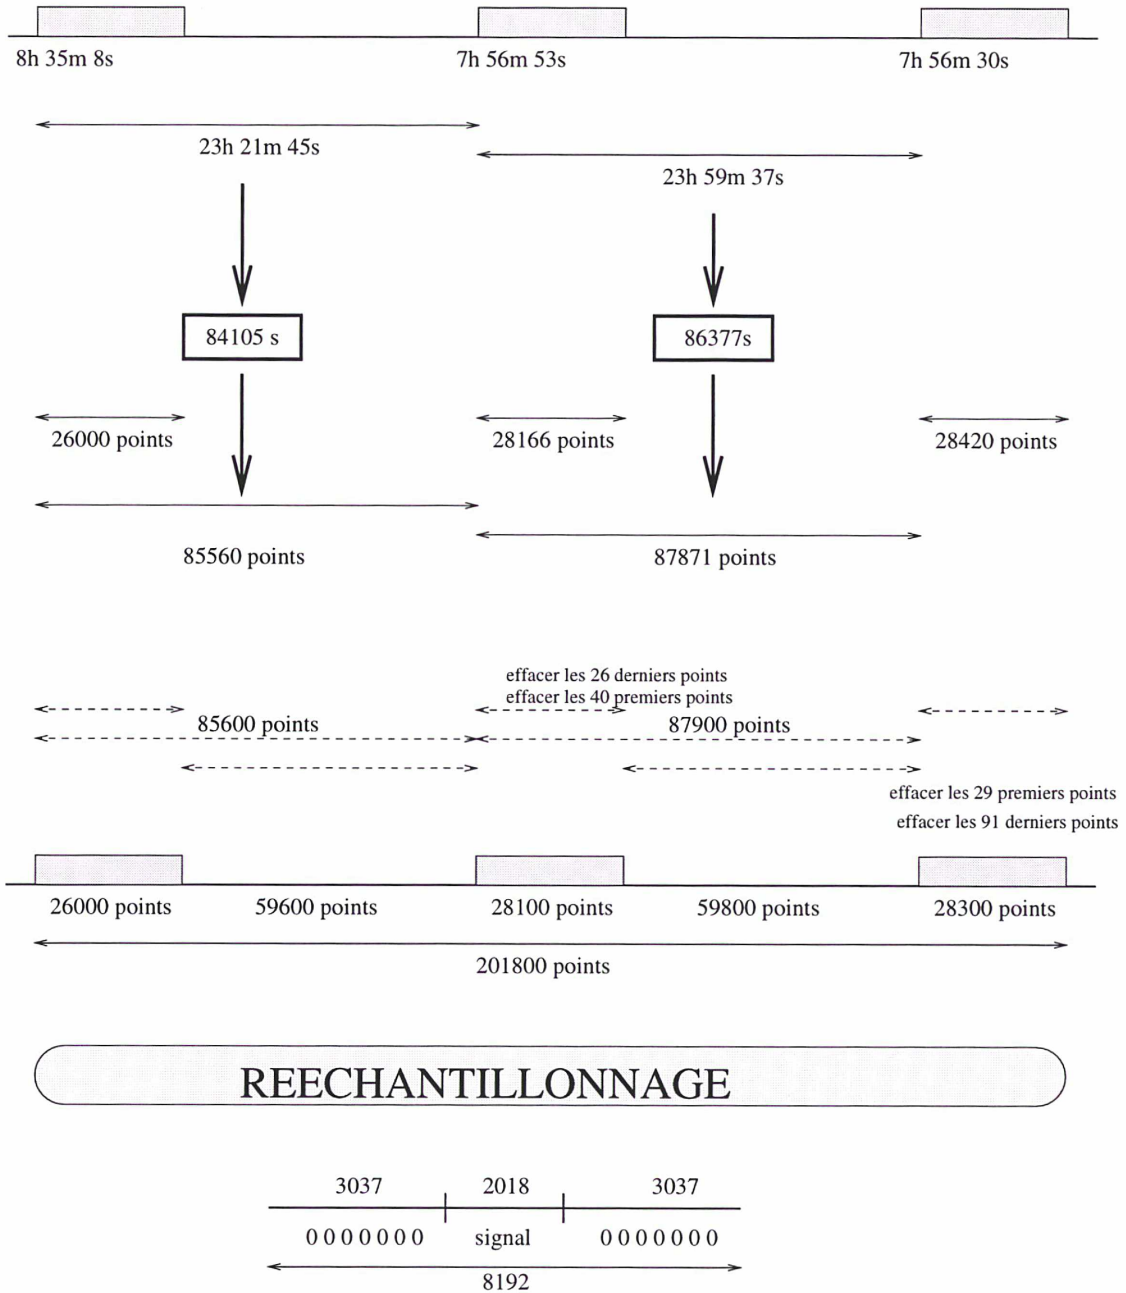 8h 35m 8s 7h 56m 53s 7h 56m 30s
23h 21m 45s
23h 59m 37s
84105 s 86377s
26000 points 28166 points 28420 points
85560 points 87871 points
effacer les 26 derniers points
effacer les 40 premiers points
85600 points 87900 points
effacer les 29 premiers points
effacer les 91 derniers points
26000 points 59600 points 28100 points 59800 points 28300 points
201800 points
REECHANTILLONNAGE
3037 2018 3037
0 0 0 0 0 0 0 signal 0 0 0 0 0 0 0
8192